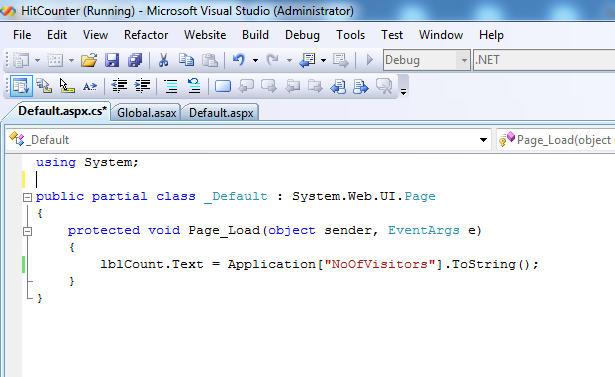 HitCounter (Running) - Microsoft Visual Studio (Administrator)
File Edit View Refactor Website Build Debug Tools Test Window Help
Debug .NET
Default.aspx.cs* Global.asax Default.aspx
_Default Page_Load(object
using System;
public partial class _Default : System.Web.UI.Page
{
protected void Page_Load(object sender, EventArgs e)
{
lblCount.Text = Application["NoOfVisitors"].ToString();
}
}